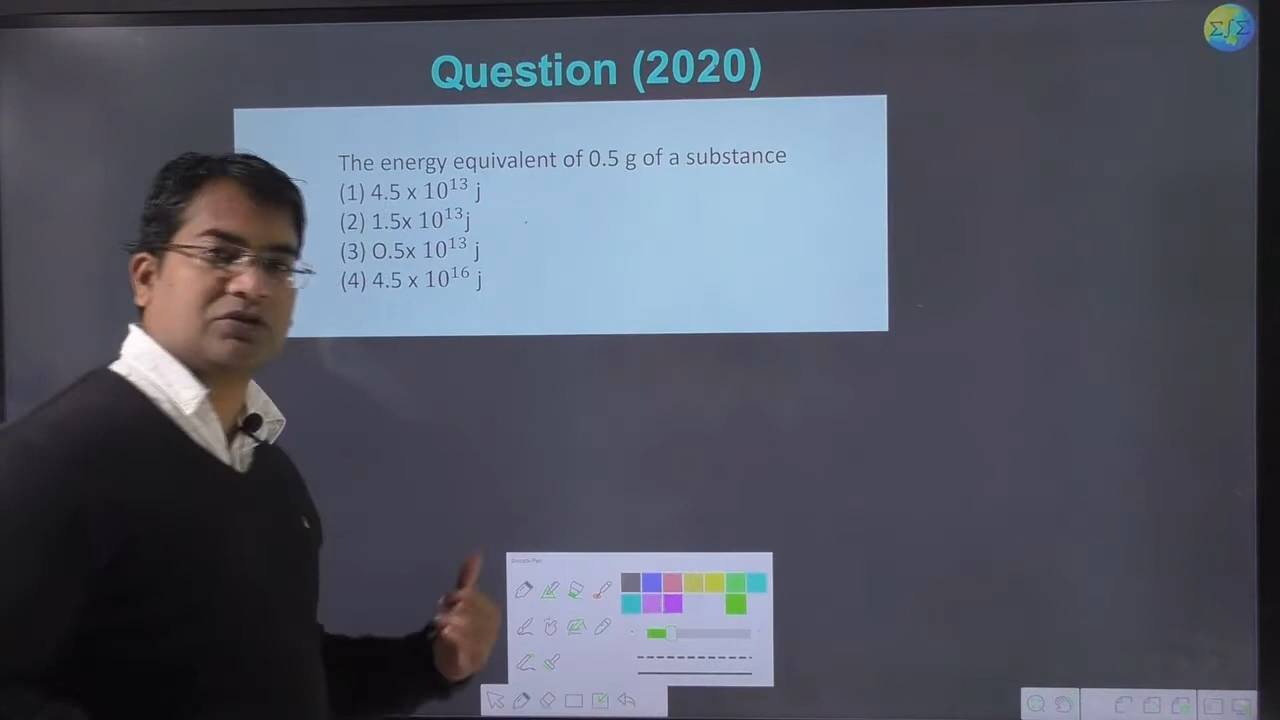 Σ∫Σ
Question (2020)
The energy equivalent of 0.5 g of a substance
(1) 4.5 x 10¹³ j
(2) 1.5x 10¹³j
(3) O.5x 10¹³ j
(4) 4.5 x 10¹⁶ j